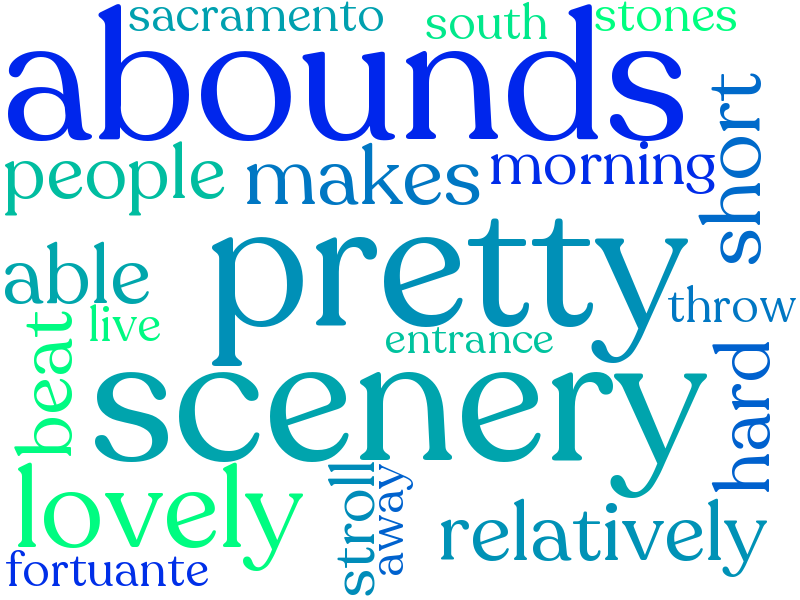 sacramento
south
stones
abounds
short
people
makes
morning
pretty
able
live
throw
beat
entrance
scenery
hard
lovely
stroll
away
relatively
fortuante